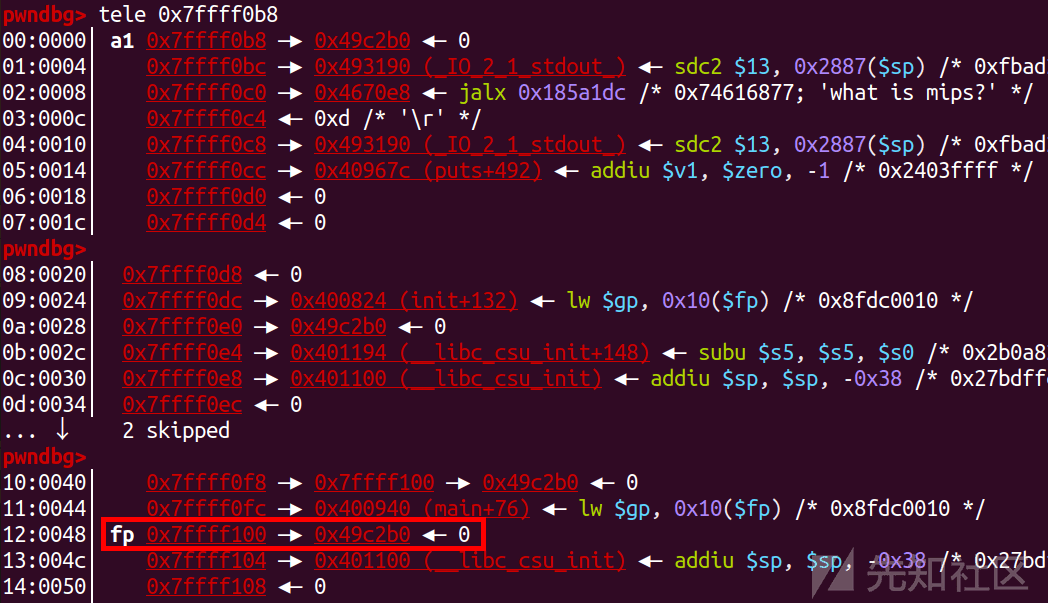 pwndbg> tele 0x7ffff0b8
00:0000│ a1 0x7ffff0b8 —▸ 0x49c2b0 ◂— 0
01:0004│ 0x7ffff0bc —▸ 0x493190 (_IO_2_1_stdout_) ◂— sdc2 $13, 0x2887($sp) /* 0xfbad2
02:0008│ 0x7ffff0c0 —▸ 0x4670e8 ◂— jalx 0x185a1dc /* 0x74616877; 'what is mips?' */
03:000c│ 0x7ffff0c4 ◂— 0xd /* '\r' */
04:0010│ 0x7ffff0c8 —▸ 0x493190 (_IO_2_1_stdout_) ◂— sdc2 $13, 0x2887($sp) /* 0xfbad2
05:0014│ 0x7ffff0cc —▸ 0x40967c (puts+492) ◂— addiu $v1, $zero, -1 /* 0x2403ffff */
06:0018│ 0x7ffff0d0 ◂— 0
07:001c│ 0x7ffff0d4 ◂— 0
pwndbg>
08:0020│ 0x7ffff0d8 ◂— 0
09:0024│ 0x7ffff0dc —▸ 0x400824 (init+132) ◂— lw $gp, 0x10($fp) /* 0x8fdc0010 */
0a:0028│ 0x7ffff0e0 —▸ 0x49c2b0 ◂— 0
0b:002c│ 0x7ffff0e4 —▸ 0x401194 (__libc_csu_init+148) ◂— subu $s5, $s5, $s0 /* 0x2b0a8
0c:0030│ 0x7ffff0e8 —▸ 0x401100 (__libc_csu_init) ◂— addiu $sp, $sp, -0x38 /* 0x27bdff
0d:0034│ 0x7ffff0ec ◂— 0
... ↓ 2 skipped
pwndbg>
10:0040│ 0x7ffff0f8 —▸ 0x7ffff100 —▸ 0x49c2b0 ◂— 0
11:0044│ 0x7ffff0fc —▸ 0x400940 (main+76) ◂— lw $gp, 0x10($fp) /* 0x8fdc0010 */
12:0048│ fp 0x7ffff100 —▸ 0x49c2b0 ◂— 0
13:004c│ 0x7ffff104 —▸ 0x401100 (__libc_csu_init) ◂— addiu $sp, $sp, -0x38 /* 0x27bd
14:0050│ 0x7ffff108 ◂— 0
先知社区